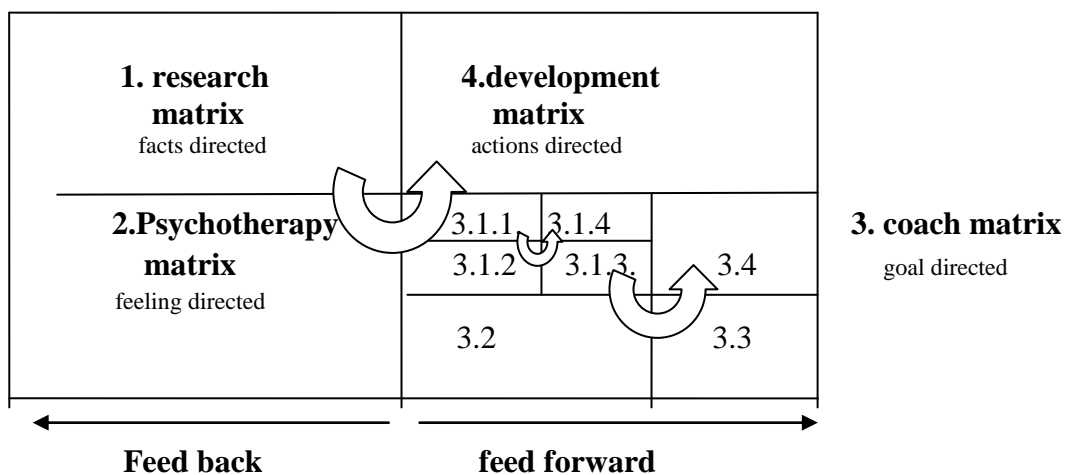 1. research
matrix
facts directed
4.development
matrix
actions directed
2.Psychotherapy
matrix
feeling directed
3.1.1
3.1.4
3.1.2
3.1.3.
3.4
3.2
3.3
3. coach matrix
goal directed
Feed back
feed forward